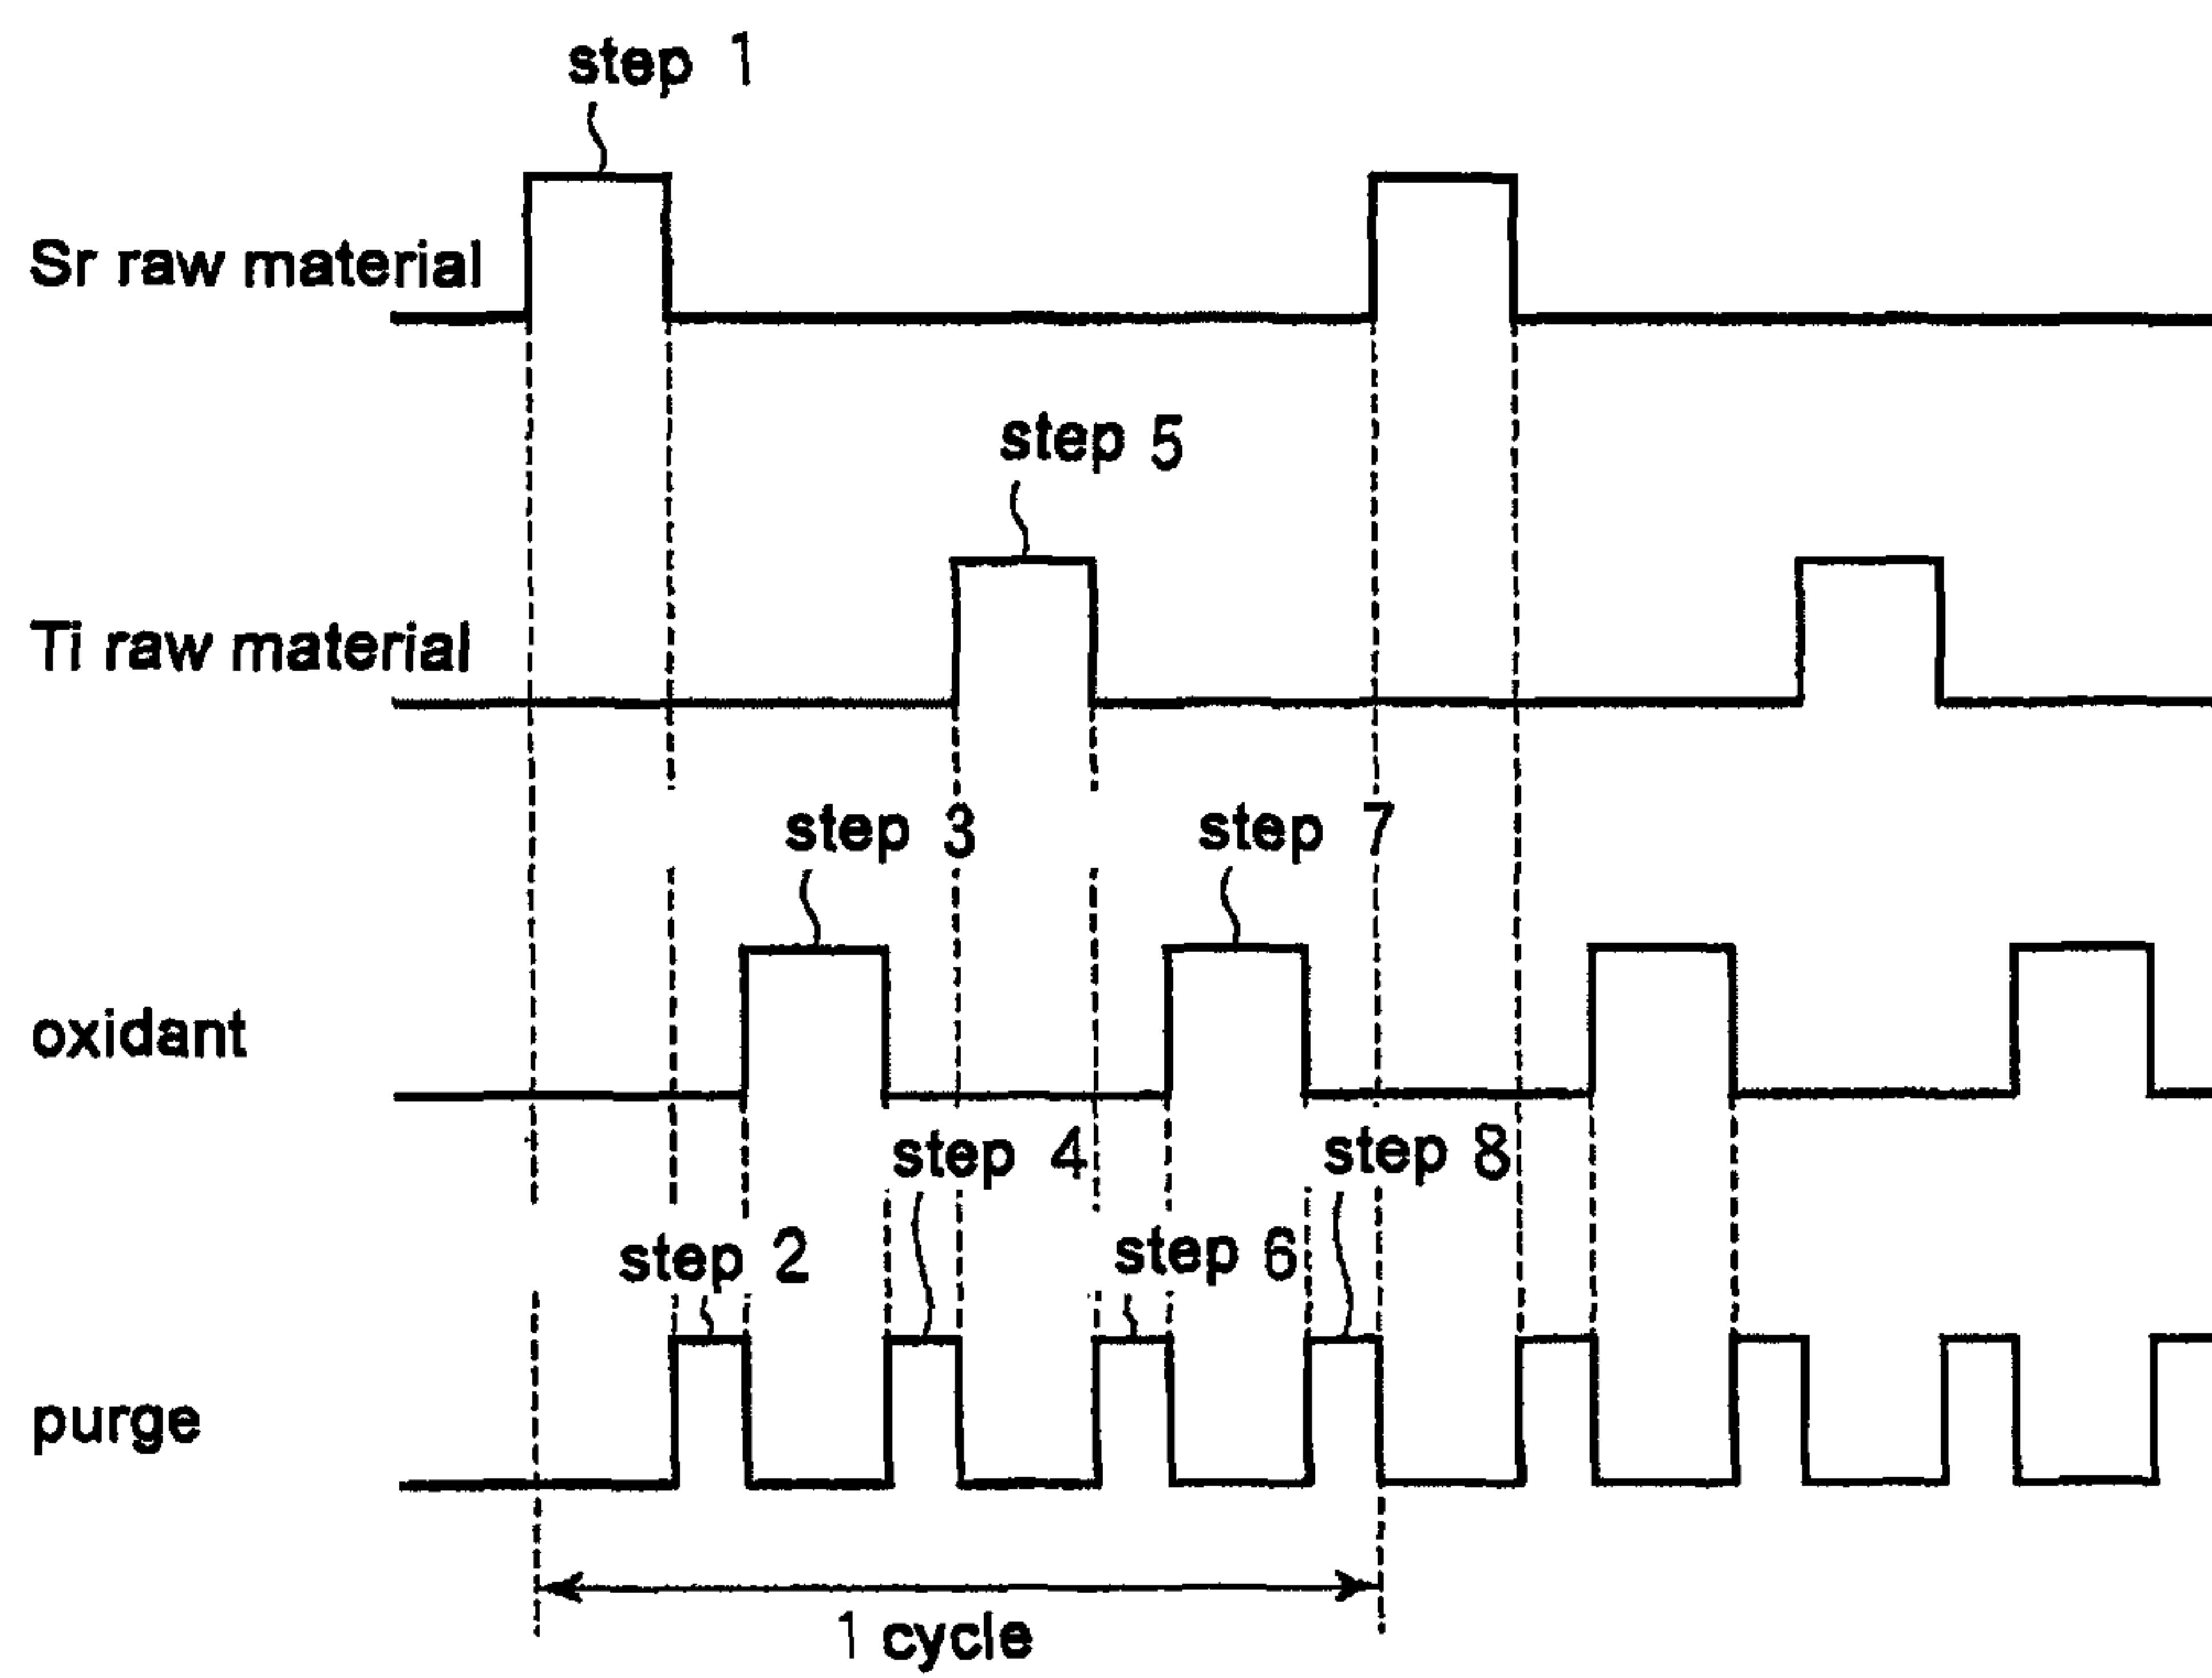 step 1
Sr raw material
step 5
Ti raw material
step 3
step 7
oxidant
step 4
step 8
step 2
step 6
purge
1 cycle